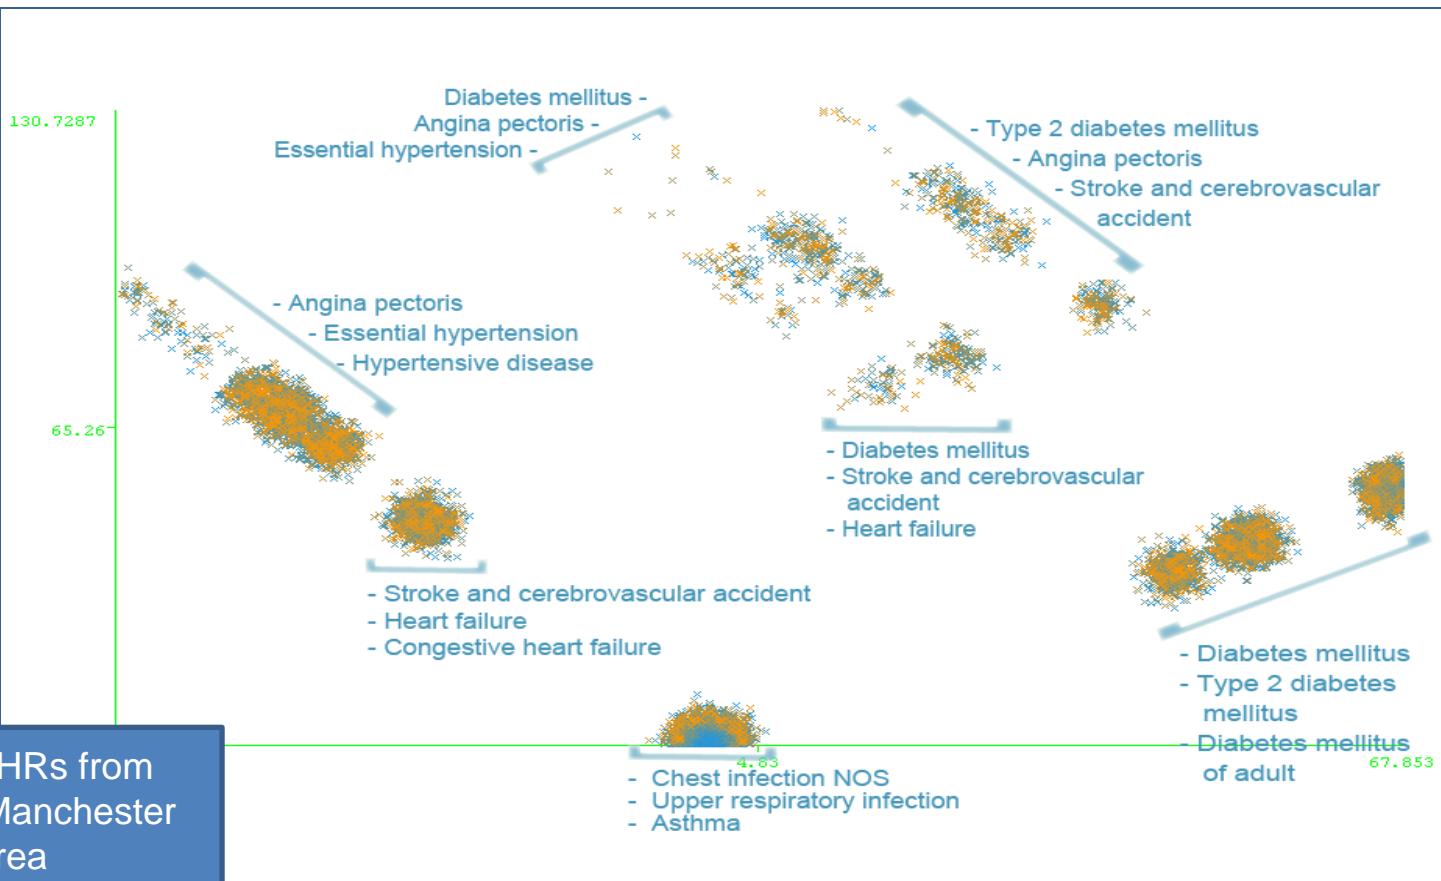 Diabetes mellitus -
Angina pectoris -
Essential hypertension -
130.7287
- Type 2 diabetes mellitus
- Angina pectoris
- Stroke and cerebrovascular
accident
- Angina pectoris
- Essential hypertension
- Hypertensive disease
65.26
- Diabetes mellitus
- Stroke and cerebrovascular
accident
- Heart failure
- Stroke and cerebrovascular accident
- Heart failure
- Congestive heart failure
- Diabetes mellitus
- Type 2 diabetes
mellitus
- Diabetes mellitus
of adult
4.83
67.853
- Chest infection NOS
- Upper respiratory infection
- Asthma
HRs from
Manchester
rea